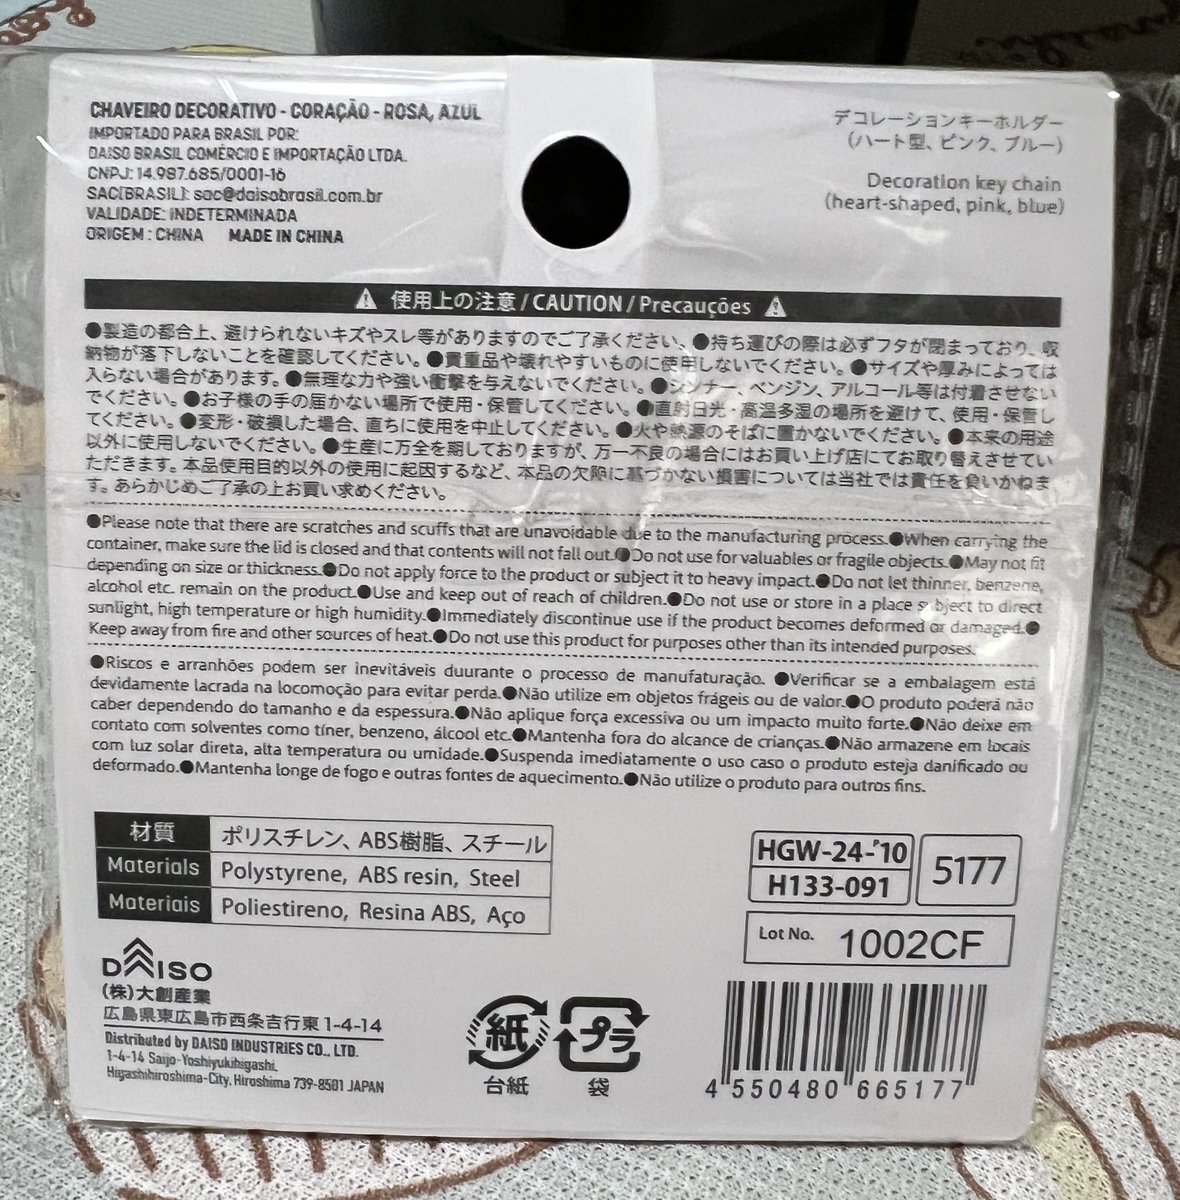 CHAVEIRO DECORATIVO - CORAÇÃO - ROSA, AZUL
IMPORTADO PARA BRASIL POR:
DAISO BRASIL COMÉRCIO E IMPORTAÇÃO LTDA.
CNPJ: 14.987.685/0001-16
SAC(BRASIL): sac@daisobrasil.com.br
VALIDADE: INDETERMINADA
ORIGEM : CHINA MADE IN CHINA
デコレーションキーホルダー
(ハート型、ピンク、ブルー)
Decoration key chain
(heart-shaped, pink, blue)
使用上の注意 / CAUTION / Precauções
●製造の都合上、避けられないキズやスレ等がありますのでご了承ください。●持ち運びの際は必ずフタが閉まっており、収
納物が落下しないことを確認してください。●貴重品や壊れやすいものに使用しないでください。●サイズや厚みによっては
入らない場合があります。●無理な力や強い衝撃を与えないでください。●シンナー、ベンジン、アルコール等は付着させない
でください。●お子様の手の届かない場所で使用・保管してください。●直射日光・高温多湿の場所を避けて、使用・保管し
てください。●変形・破損した場合、直ちに使用を中止してください。●火や熱源のそばに置かないでください。●本来の用途
以外に使用しないでください。●生産に万全を期しておりますが、万一不良の場合にはお買い上げ店にてお取り替えさせてい
ただきます。本品使用目的以外の使用に起因するなど、本品の欠陥に基づかない損害については当社では責任を負いかねま
す。あらかじめご了承の上お買い求めください。
●Please note that there are scratches and scuffs that are unavoidable due to the manufacturing process.●When carrying the
container, make sure the lid is closed and that contents will not fall out.●Do not use for valuables or fragile objects.●May not fit
depending on size or thickness.●Do not apply force to the product or subject it to heavy impact.●Do not let thinner, benzene,
alcohol etc. remain on the product.●Use and keep out of reach of children.●Do not use or store in a place subject to direct
sunlight, high temperature or high humidity.●Immediately discontinue use if the product becomes deformed or damaged.●
Keep away from fire and other sources of heat.●Do not use this product for purposes other than its intended purposes.
●Riscos e arranhões podem ser inevitáveis duurante o processo de manufaturação. ●Verificar se a embalagem está
devidamente lacrada na locomoção para evitar perda.●Não utilize em objetos frágeis ou de valor.●O produto poderá não
caber dependendo do tamanho e da espessura.●Não aplique força excessiva ou um impacto muito forte.●Não deixe em
contato com solventes como tíner, benzeno, álcool etc.●Mantenha fora do alcance de crianças.●Não armazene em locais
com luz solar direta, alta temperatura ou umidade.●Suspenda imediatamente o uso caso o produto esteja danificado ou
deformado.●Mantenha longe de fogo e outras fontes de aquecimento.●Não utilize o produto para outros fins.
材質 ポリスチレン、ABS樹脂、スチール
Materials Polystyrene, ABS resin, Steel
Materiais Poliestireno, Resina ABS, Aço
HGW-24-'10
H133-091
5177
Lot No. 1002CF
DAISO
(株)大創産業
広島県東広島市西条吉行東1-4-14
Distributed by DAISO INDUSTRIES CO., LTD.
1-4-14 Saijo-Yoshiyukihigashi,
Higashihiroshima-City, Hiroshima 739-8501 JAPAN
紙
台紙
プラ
袋
4 550480 665177